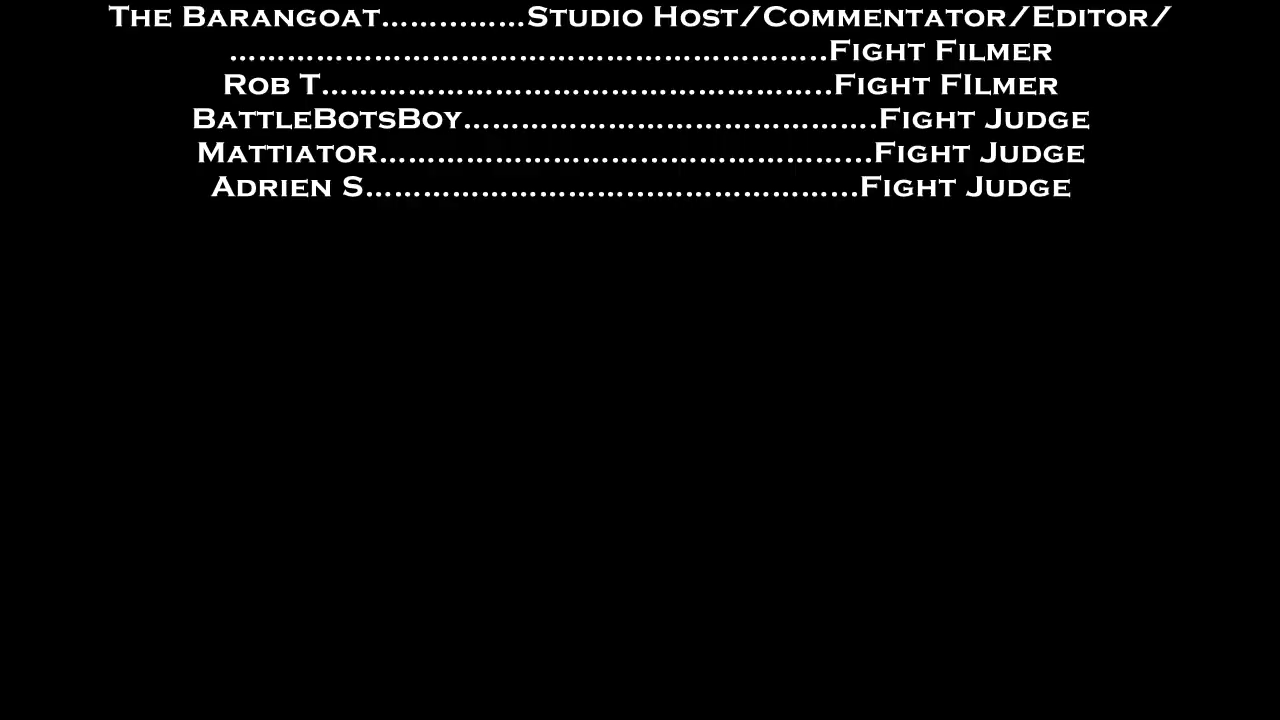 The Barangoat……………Studio Host/Commentator/Editor/
……………………………………………………..Fight Filmer
Rob T……………………………………………..Fight FIlmer
BattleBotsBoy…………………………………….Fight Judge
Mattiator……………………………………………Fight Judge
Adrien S……………………………………………Fight Judge